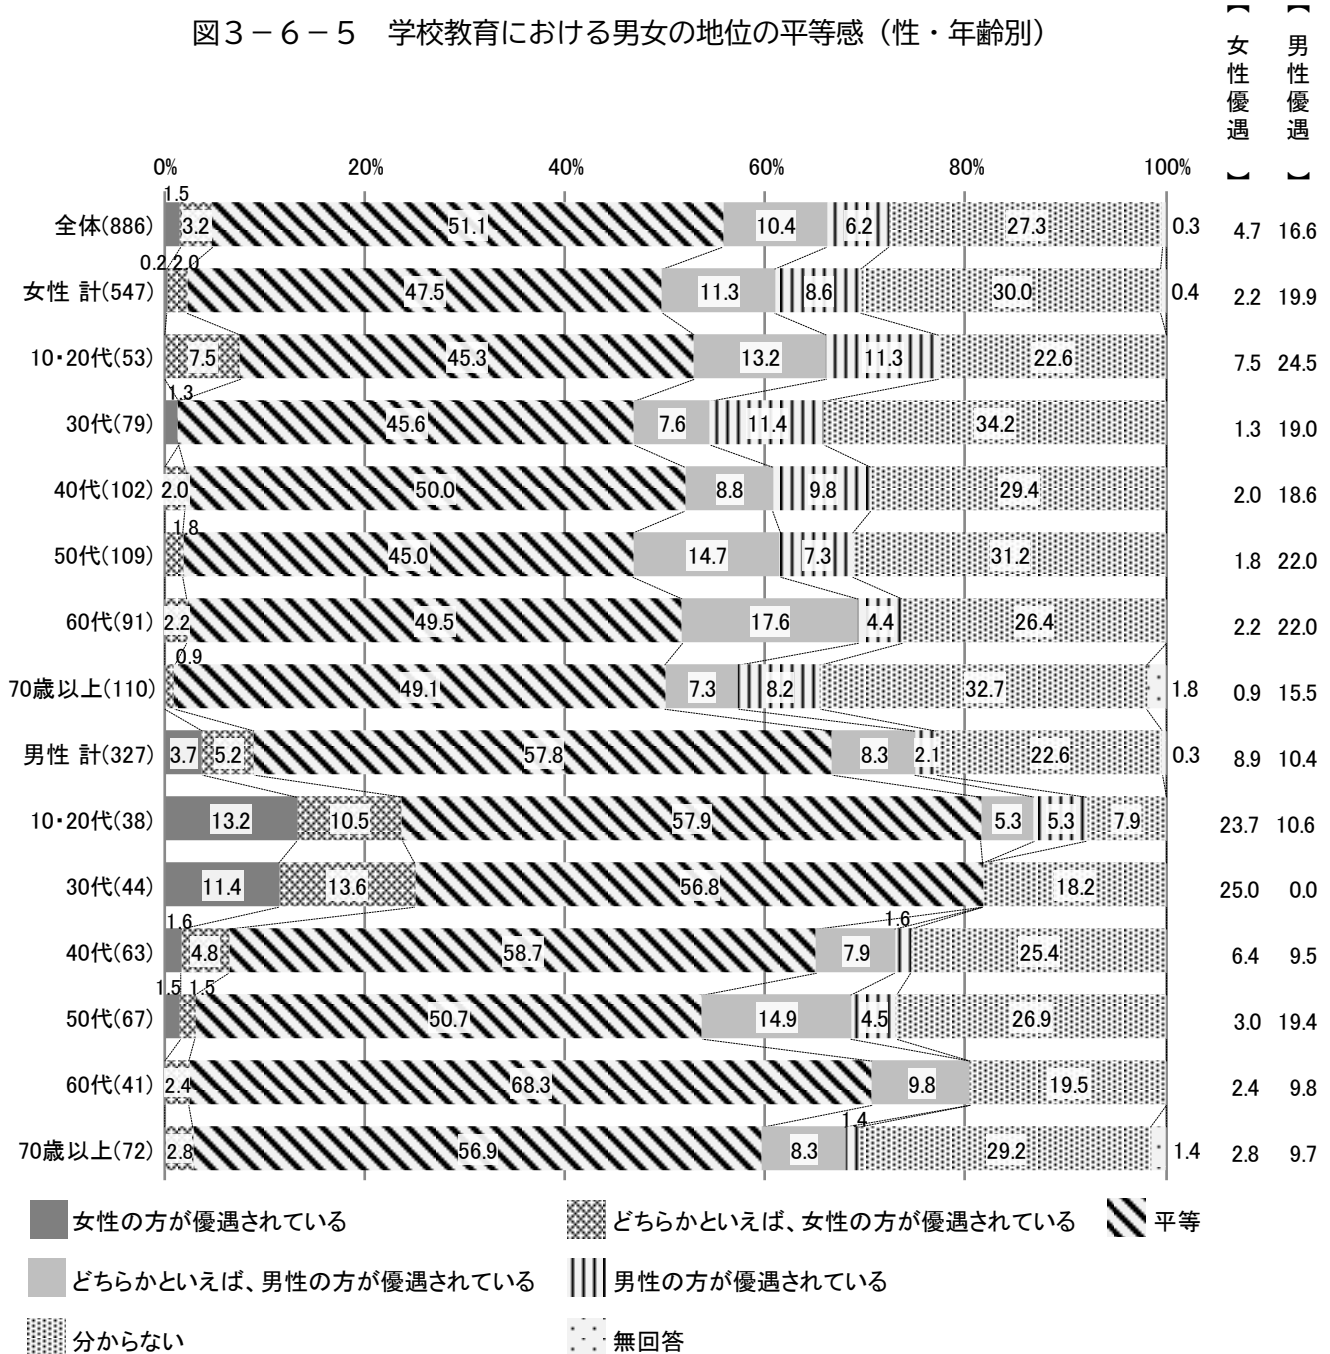 図３－６－５　学校教育における男女の地位の平等感（性・年齢別）
【女性優遇】
【男性優遇】
0% 20% 40% 60% 80% 100%
全体(886) 1.5 3.2 51.1 10.4 6.2 27.3 0.3 4.7 16.6
女性 計(547) 0.2 2.0 47.5 11.3 8.6 30.0 0.4 2.2 19.9
10・20代(53) 7.5 45.3 13.2 11.3 22.6 7.5 24.5
30代(79) 1.3 45.6 7.6 11.4 34.2 1.3 19.0
40代(102) 2.0 50.0 8.8 9.8 29.4 2.0 18.6
50代(109) 1.8 45.0 14.7 7.3 31.2 1.8 22.0
60代(91) 2.2 49.5 17.6 4.4 26.4 2.2 22.0
70歳以上(110) 0.9 49.1 7.3 8.2 32.7 1.8 0.9 15.5
男性 計(327) 3.7 5.2 57.8 8.3 2.1 22.6 0.3 8.9 10.4
10・20代(38) 13.2 10.5 57.9 5.3 5.3 7.9 23.7 10.6
30代(44) 11.4 13.6 56.8 18.2 25.0 0.0
40代(63) 1.6 4.8 58.7 7.9 1.6 25.4 6.4 9.5
50代(67) 1.5 1.5 50.7 14.9 4.5 26.9 3.0 19.4
60代(41) 2.4 68.3 9.8 19.5 2.4 9.8
70歳以上(72) 2.8 56.9 8.3 1.4 29.2 1.4 2.8 9.7
女性の方が優遇されている どちらかといえば、女性の方が優遇されている 平等
どちらかといえば、男性の方が優遇されている 男性の方が優遇されている
分からない 無回答